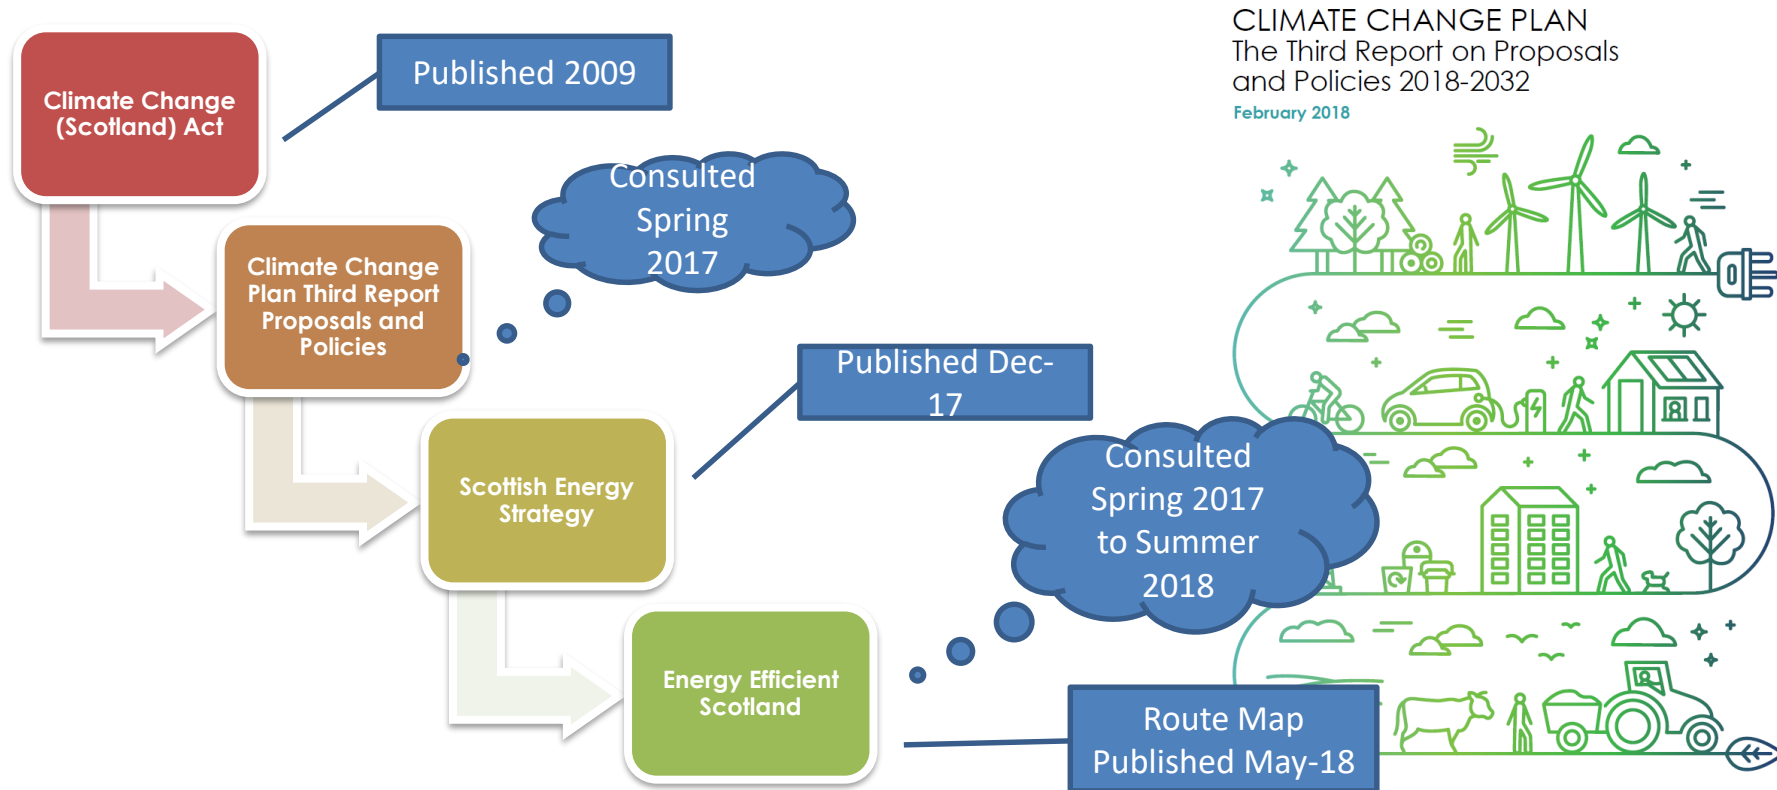 CLIMATE CHANGE PLAN
The Third Report on Proposals
and Policies 2018-2032
February 2018
Climate Change
(Scotland) Act
Published 2009
Consulted
Spring
2017
Climate Change
Plan Third Report
Proposals and
Policies
Published Dec-
17
Scottish Energy
Strategy
Consulted
Spring 2017
to Summer
2018
Energy Efficient
Scotland
Route Map
Published May-18